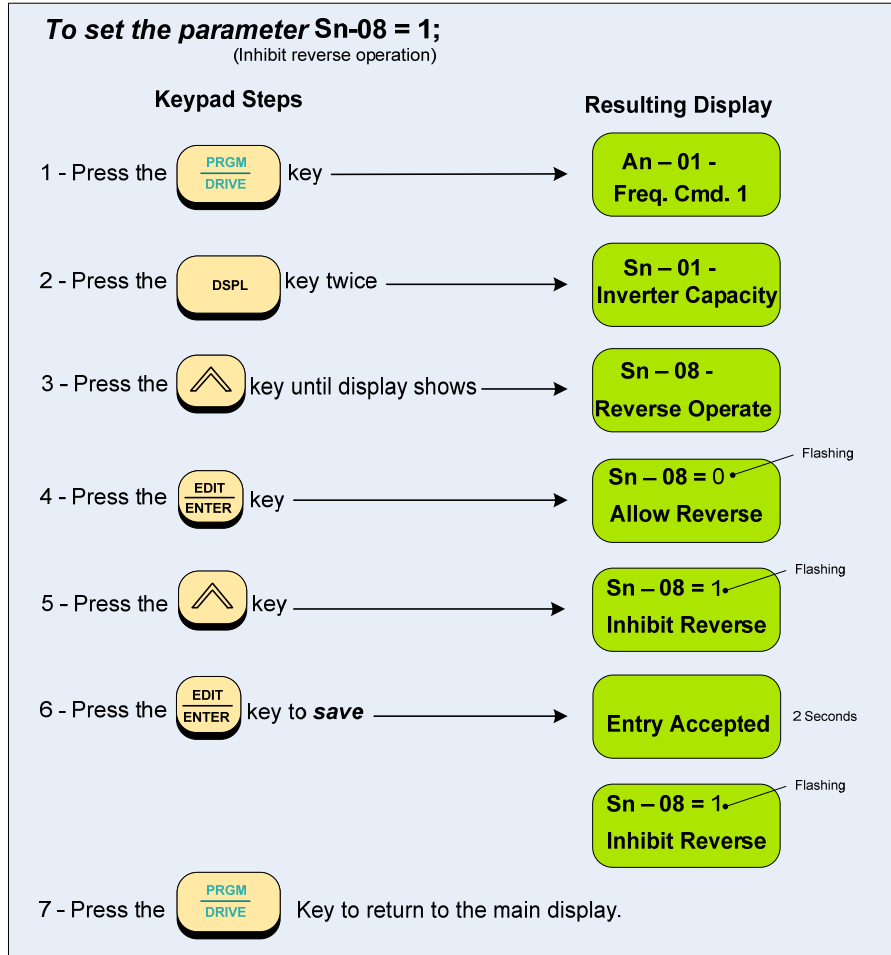 To set the parameter Sn-08 = 1;
(Inhibit reverse operation)
Keypad Steps
Resulting Display
1 - Press the PRGM DRIVE key
An – 01 -
Freq. Cmd. 1
2 - Press the DSPL key twice
Sn – 01 -
Inverter Capacity
3 - Press the key until display shows
Sn – 08 -
Reverse Operate
4 - Press the EDIT ENTER key
Flashing
Sn – 08 = 0
Allow Reverse
5 - Press the key
Flashing
Sn – 08 = 1
Inhibit Reverse
6 - Press the EDIT ENTER key to save
Entry Accepted
2 Seconds
Flashing
Sn – 08 = 1
Inhibit Reverse
7 - Press the PRGM DRIVE Key to return to the main display.